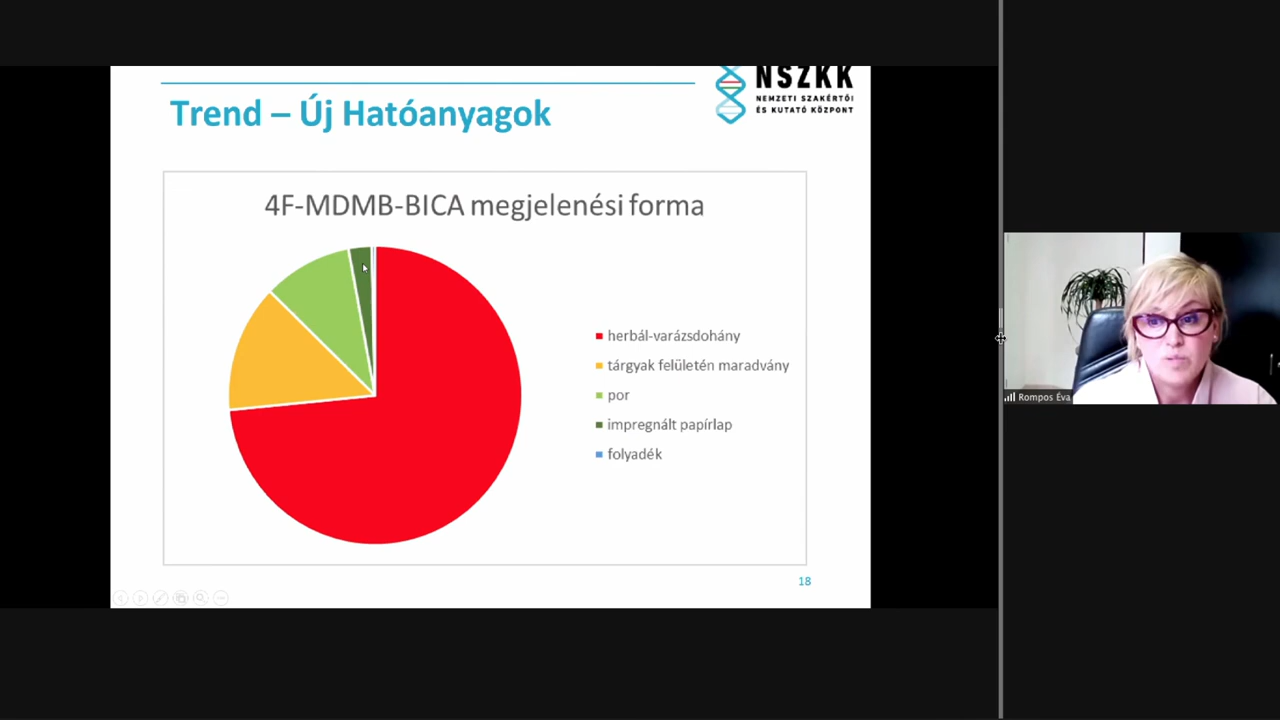 Trend – Új Hatóanyagok
NSZKK
NEMZETI SZAKÉRTŐI
ÉS KUTATÓ KÖZPONT
4F-MDMB-BICA megjelenési forma
herbál-varázsdohány
tárgyak felületén maradvány
por
impregnált papírlap
folyadék
18
Rompos Éva